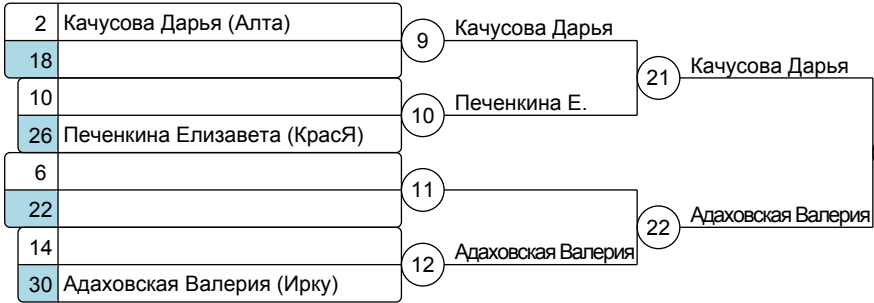 2 Качусова Дарья (Алта)
18
9 Качусова Дарья
10
26 Печенкина Елизавета (КрасЯ)
10 Печенкина Е.
21 Качусова Дарья
6
22
11
14
30 Адаховская Валерия (Ирку)
12 Адаховская Валерия
22 Адаховская Валерия